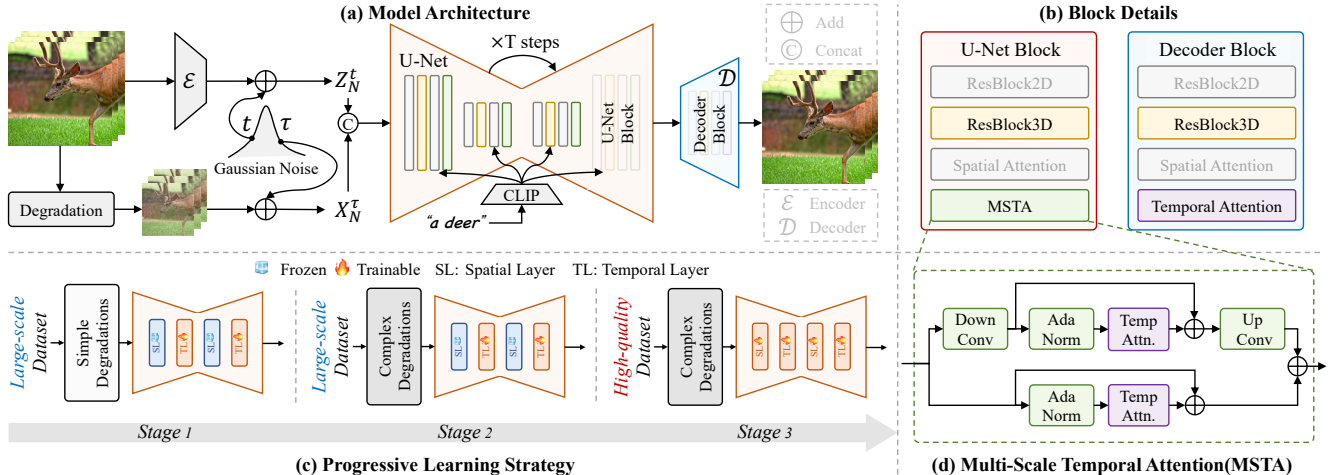 (a) Model Architecture
ℰ
t
τ
Gaussian Noise
Z_N^t
X_N^τ
C
Degradation
U-Net
×T steps
CLIP
"a deer"
U-Net
Block
Decoder
Block
𝒟
Add
C Concat
ℰ Encoder
𝒟 Decoder
(b) Block Details
U-Net Block
ResBlock2D
ResBlock3D
Spatial Attention
MSTA
Decoder Block
ResBlock2D
ResBlock3D
Spatial Attention
Temporal Attention
Frozen Trainable SL: Spatial Layer TL: Temporal Layer
Large-scale
Dataset
Simple
Degradations
SL
TL
SL
TL
Large-scale
Dataset
Complex
Degradations
SL
TL
SL
TL
High-quality
Dataset
Complex
Degradations
SL
TL
SL
TL
Stage 1
Stage 2
Stage 3
(c) Progressive Learning Strategy
Down
Conv
Ada
Norm
Temp
Attn.
Up
Conv
Ada
Norm
Temp
Attn.
(d) Multi-Scale Temporal Attention(MSTA)